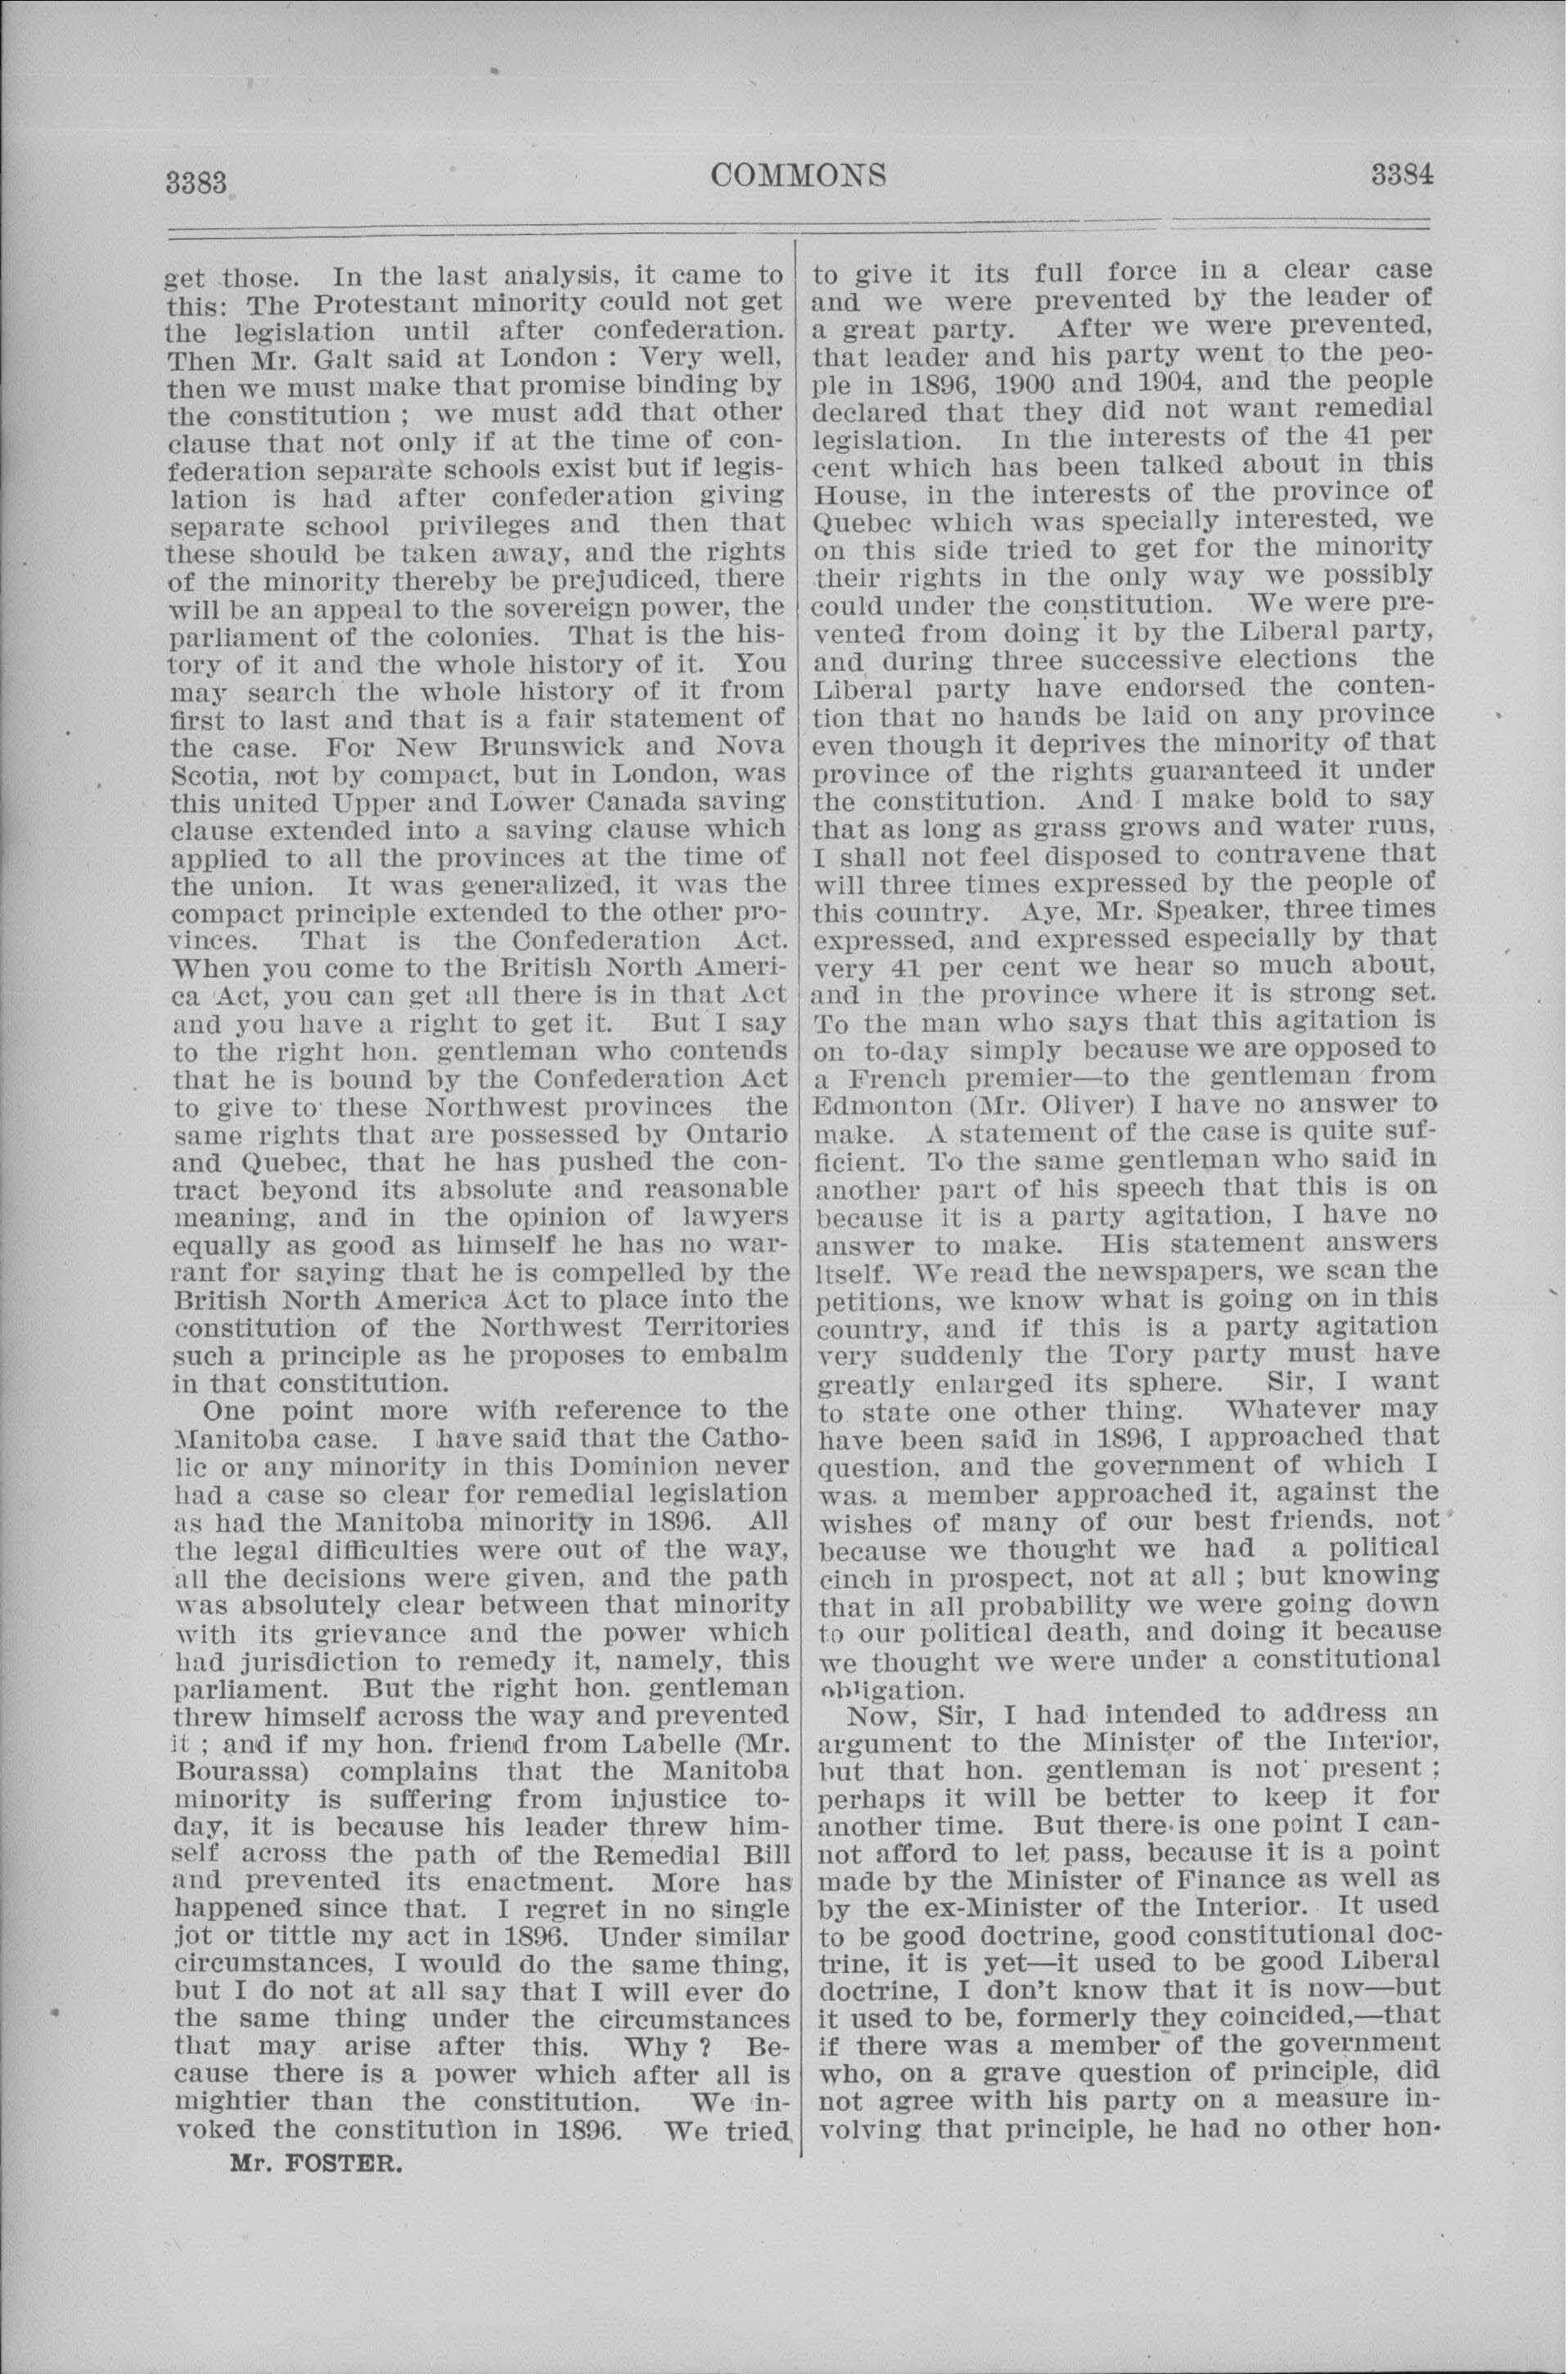 3383
COMMONS
3384
get those. In the last analysis, it came to
this: The Protestant minority could not get
the legislation until after confederation.
Then Mr. Galt said at London : Very well,
then we must make that promise binding by
the constitution ; we must add that other
clause that not only if at the time of con-
federation separate schools exist but if legis-
lation is had after confederation giving
separate school privileges and then that
these should be taken away, and the rights
of the minority thereby be prejudiced, there
will be an appeal to the sovereign power, the
parliament of the colonies. That is the his-
tory of it and the whole history of it. You
may search the whole history of it from
first to last and that is a fair statement of
the case. For New Brunswick and Nova
Scotia, not by compact, but in London, was
this united Upper and Lower Canada saving
clause extended into a saving clause which
applied to all the provinces at the time of
the union. It was generalized, it was the
compact principle extended to the other pro-
vinces. That is the Confederation Act.
When you come to the British North Ameri-
ca Act, you can get all there is in that Act
and you have a right to get it. But I say
to the right hon. gentleman who contends
that he is bound by the Confederation Act
to give to these Northwest provinces the
same rights that are possessed by Ontario
and Quebec, that he has pushed the con-
tract beyond its absolute and reasonable
meaning, and in the opinion of lawyers
equally as good as himself he has no war-
rant for saying that he is compelled by the
British North America Act to place into the
constitution of the Northwest Territories
such a principle as he proposes to embalm
in that constitution.
One point more with reference to the
Manitoba case. I have said that the Catho-
lic or any minority in this Dominion never
had a case so clear for remedial legislation
as had the Manitoba minority in 1896. All
the legal difficulties were out of the way,
all the decisions were given, and the path
was absolutely clear between that minority
with its grievance and the power which
had jurisdiction to remedy it, namely, this
parliament. But the right hon. gentleman
threw himself across the way and prevented
it ; and if my hon. friend from Labelle (Mr.
Bourassa) complains that the Manitoba
minority is suffering from injustice to-
day, it is because his leader threw him-
self across the path of the Remedial Bill
and prevented its enactment. More has
happened since that. I regret in no single
jot or tittle my act in 1896. Under similar
circumstances, I would do the same thing,
but I do not at all say that I will ever do
the same thing under the circumstances
that may arise after this. Why ? Be-
cause there is a power which after all is
mightier than the constitution. We in-
voked the constitution in 1896. We tried
Mr. FOSTER.
to give it its full force in a clear case
and we were prevented by the leader of
a great party. After we were prevented,
that leader and his party went to the peo-
ple in 1896, 1900 and 1904, and the people
declared that they did not want remedial
legislation. In the interests of the 41 per
cent which has been talked about in this
House, in the interests of the province of
Quebec which was specially interested, we
on this side tried to get for the minority
their rights in the only way we possibly
could under the constitution. We were pre-
vented from doing it by the Liberal party,
and during three successive elections the
Liberal party have endorsed the conten-
tion that no hands be laid on any province
even though it deprives the minority of that
province of the rights guaranteed it under
the constitution. And I make bold to say
that as long as grass grows and water runs,
I shall not feel disposed to contravene that
will three times expressed by the people of
this country. Aye, Mr. Speaker, three times
expressed, and expressed especially by that
very 41 per cent we hear so much about,
and in the province where it is strong set.
To the man who says that this agitation is
on to-day simply because we are opposed to
a French premier—to the gentleman from
Edmonton (Mr. Oliver) I have no answer to
make. A statement of the case is quite suf-
ficient. To the same gentleman who said in
another part of his speech that this is on
because it is a party agitation, I have no
answer to make. His statement answers
itself. We read the newspapers, we scan the
petitions, we know what is going on in this
country, and if this is a party agitation
very suddenly the Tory party must have
greatly enlarged its sphere. Sir, I want
to state one other thing. Whatever may
have been said in 1896, I approached that
question, and the government of which I
was a member approached it, against the
wishes of many of our best friends, not
because we thought we had a political
cinch in prospect, not at all ; but knowing
that in all probability we were going down
to our political death, and doing it because
we thought we were under a constitutional
obligation.
Now, Sir, I had intended to address an
argument to the Minister of the Interior,
but that hon. gentleman is not present ;
perhaps it will be better to keep it for
another time. But there is one point I can-
not afford to let pass, because it is a point
made by the Minister of Finance as well as
by the ex-Minister of the Interior. It used
to be good doctrine, good constitutional doc-
trine, it is yet—it used to be good Liberal
doctrine, I don't know that it is now—but
it used to be, formerly they coincided,—that
if there was a member of the government
who, on a grave question of principle, did
not agree with his party on a measure in-
volving that principle, he had no other hon-